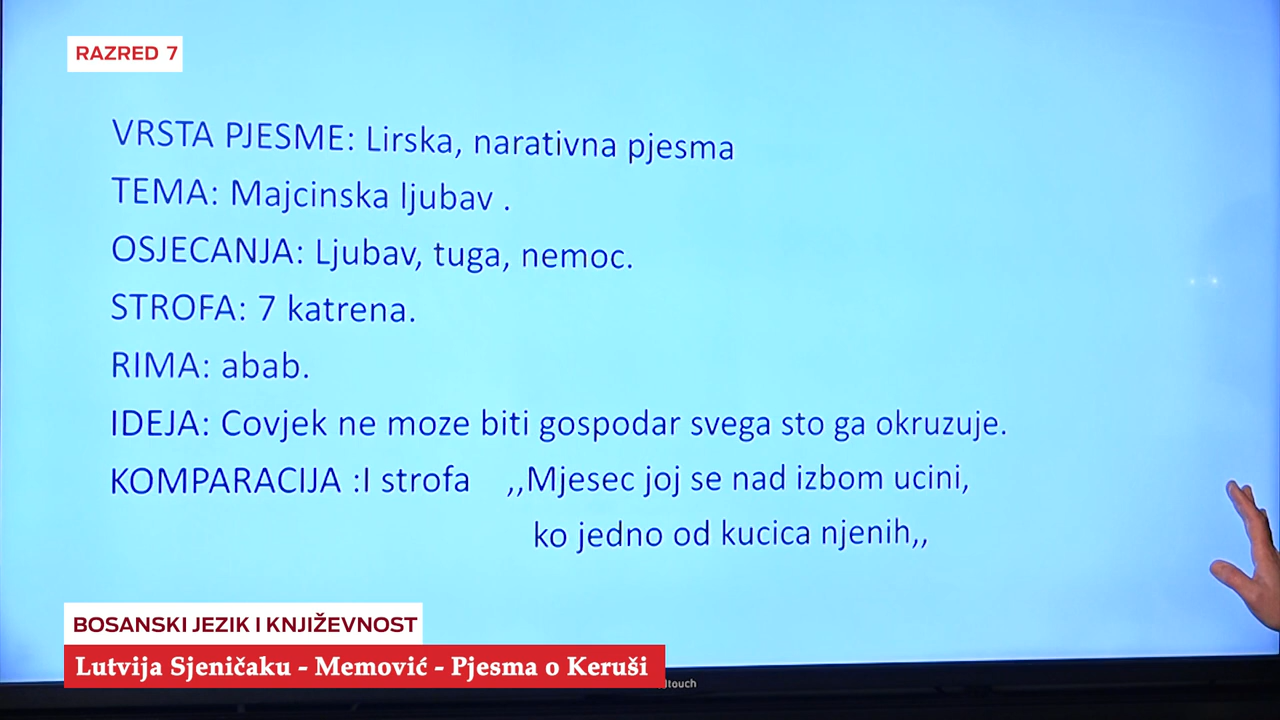 RAZRED 7
VRSTA PJESME: Lirska, narativna pjesma
TEMA: Majcinska ljubav .
OSJECANJA: Ljubav, tuga, nemoc.
STROFA: 7 katrena.
RIMA: abab.
IDEJA: Covjek ne moze biti gospodar svega sto ga okruzuje.
KOMPARACIJA :I strofa ,,Mjesec joj se nad izbom ucini,
ko jedno od kucica njenih,,
BOSANSKI JEZIK I KNJIŽEVNOST
Lutvija Sjeničaku - Memović - Pjesma o Keruši